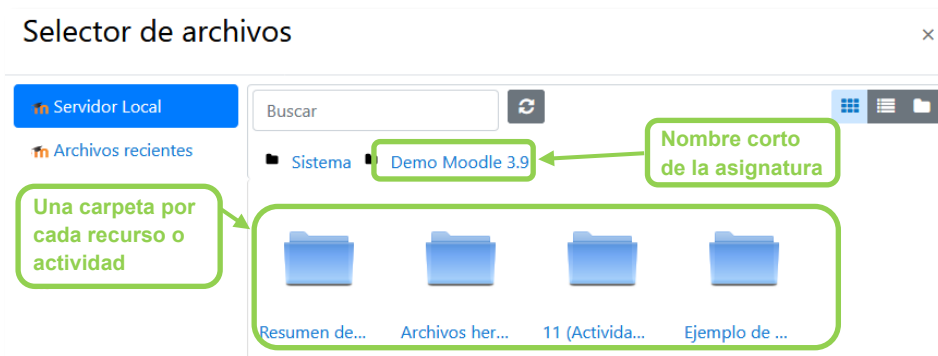 Selector de archivos
×
Servidor Local
Archivos recientes
Buscar
Sistema Demo Moodle 3.9
Nombre corto
de la asignatura
Una carpeta por
cada recurso o
actividad
Resumen de... Archivos her... 11 (Activida... Ejemplo de ...